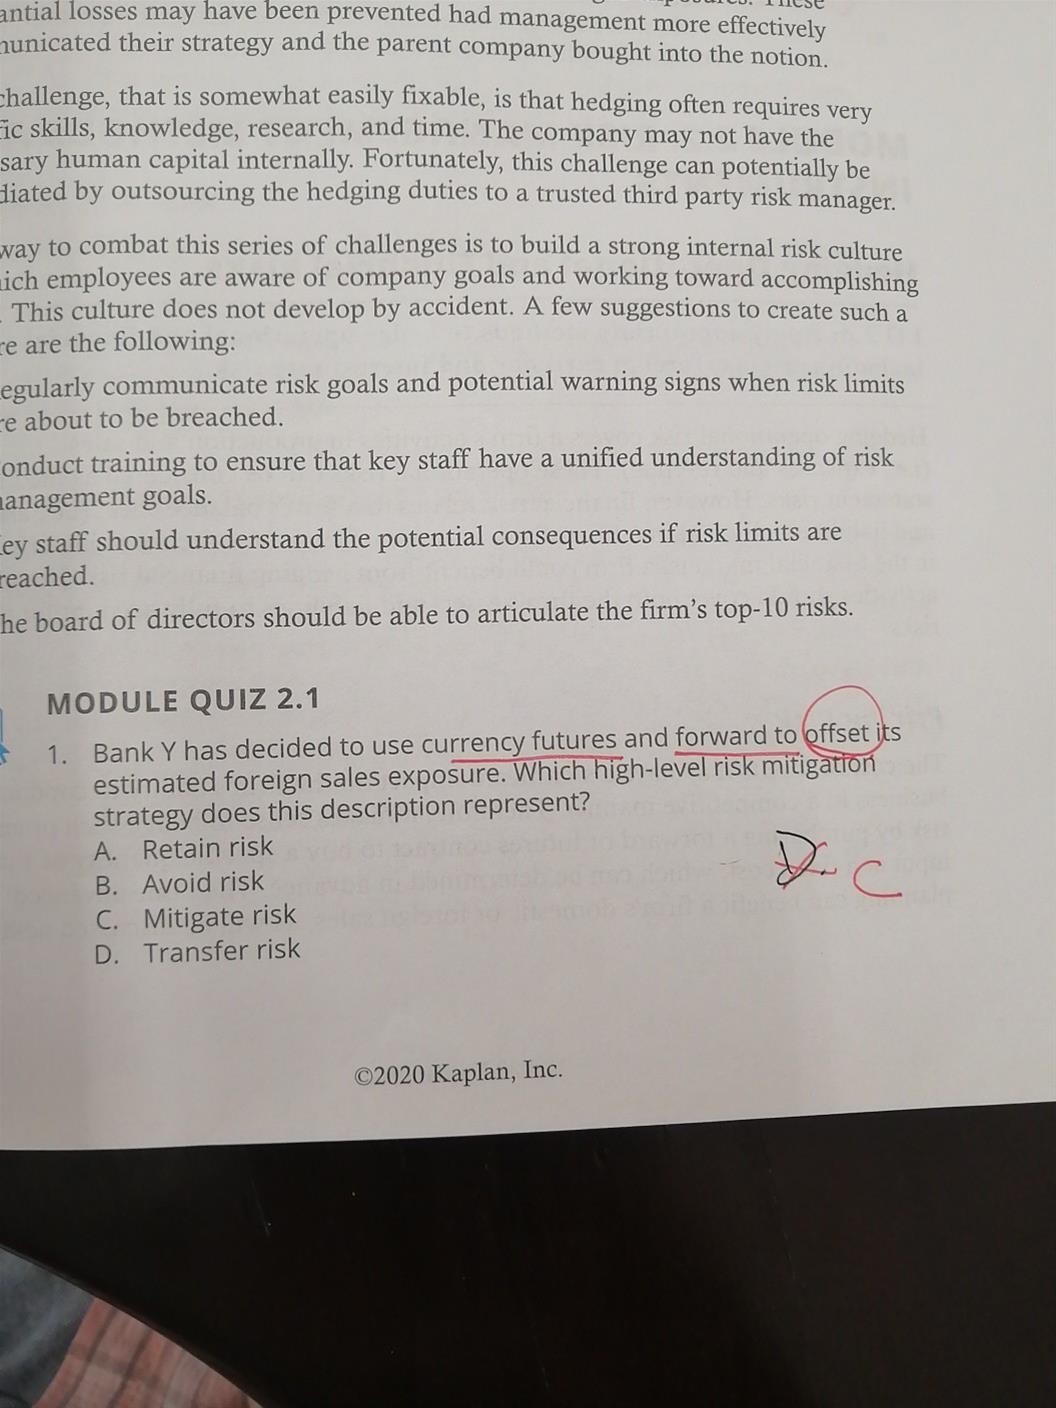 antial losses may have been prevented had management more effectively
municated their strategy and the parent company bought into the notion.
challenge, that is somewhat easily fixable, is that hedging often requires very
fic skills, knowledge, research, and time. The company may not have the
sary human capital internally. Fortunately, this challenge can potentially be
diated by outsourcing the hedging duties to a trusted third party risk manager.
way to combat this series of challenges is to build a strong internal risk culture
hich employees are aware of company goals and working toward accomplishing
. This culture does not develop by accident. A few suggestions to create such a
re are the following:
egularly communicate risk goals and potential warning signs when risk limits
re about to be breached.
onduct training to ensure that key staff have a unified understanding of risk
management goals.
Key staff should understand the potential consequences if risk limits are
reached.
he board of directors should be able to articulate the firm's top-10 risks.
MODULE QUIZ 2.1
1. Bank Y has decided to use currency futures and forward to offset its
estimated foreign sales exposure. Which high-level risk mitigation
strategy does this description represent?
A. Retain risk
B. Avoid risk
C. Mitigate risk
D. Transfer risk
D. C
©2020 Kaplan, Inc.